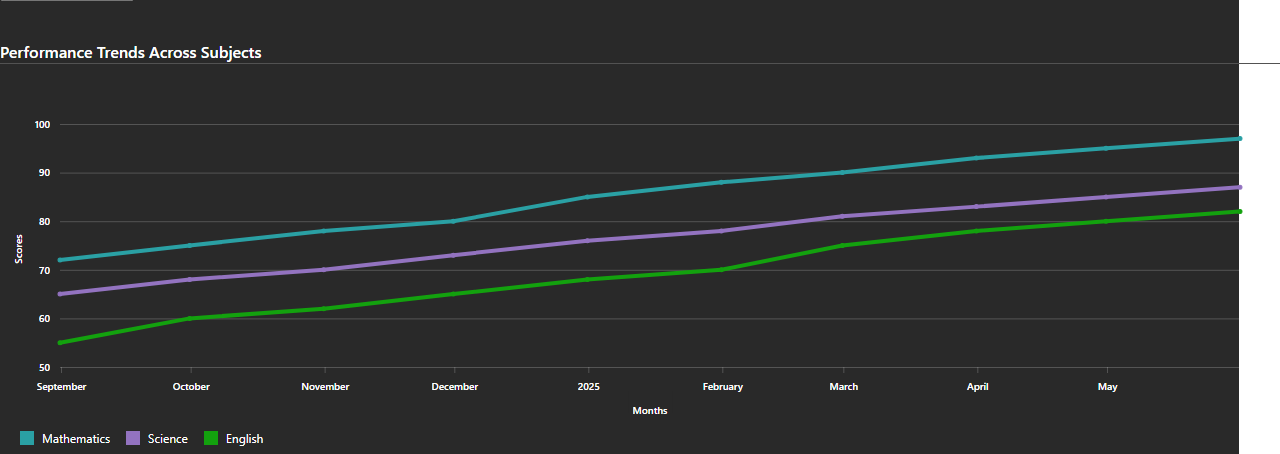 Performance Trends Across Subjects
100
90
80
70
60
50
Scores
September October November December 2025 February March April May
Months
Mathematics Science English